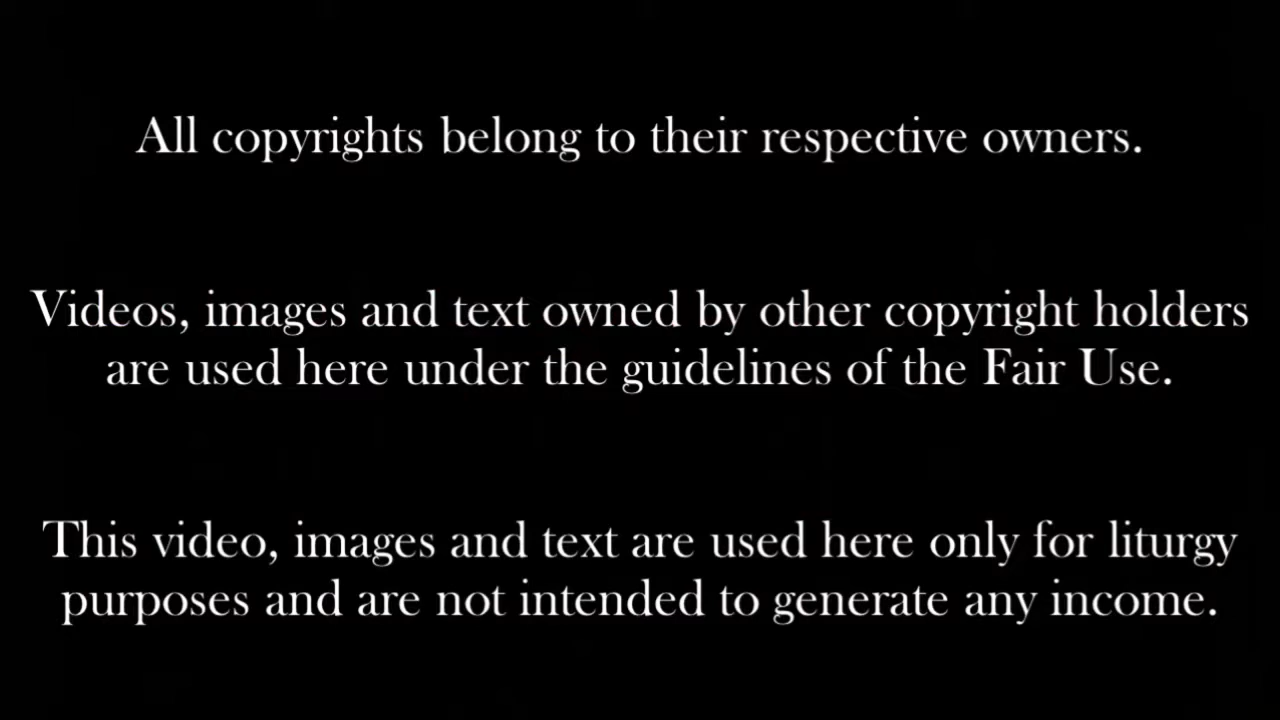 All copyrights belong to their respective owners.
Videos, images and text owned by other copyright holders
are used here under the guidelines of the Fair Use.
This video, images and text are used here only for liturgy
purposes and are not intended to generate any income.